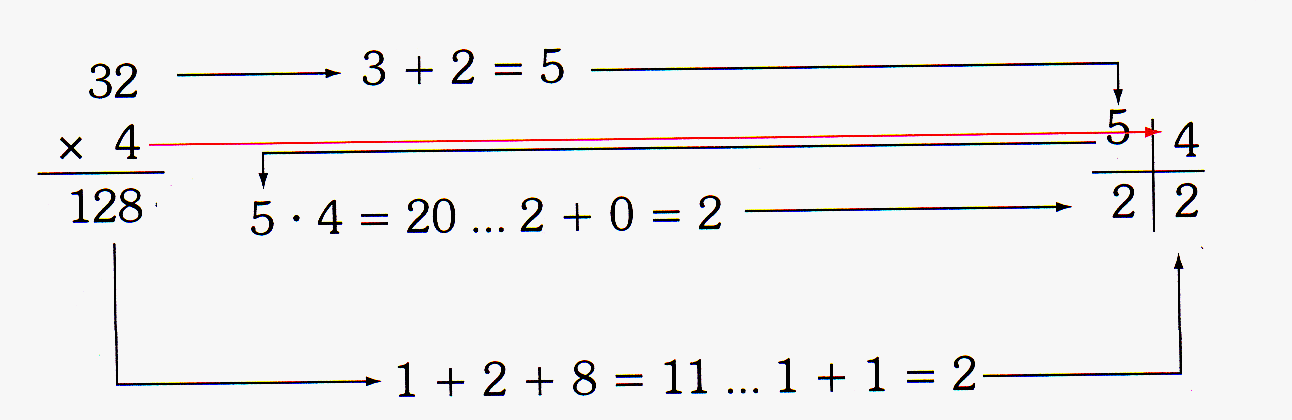 32 3 + 2 = 5
× 4 5 4
128 5 · 4 = 20 ... 2 + 0 = 2 2 2
1 + 2 + 8 = 11 ... 1 + 1 = 2